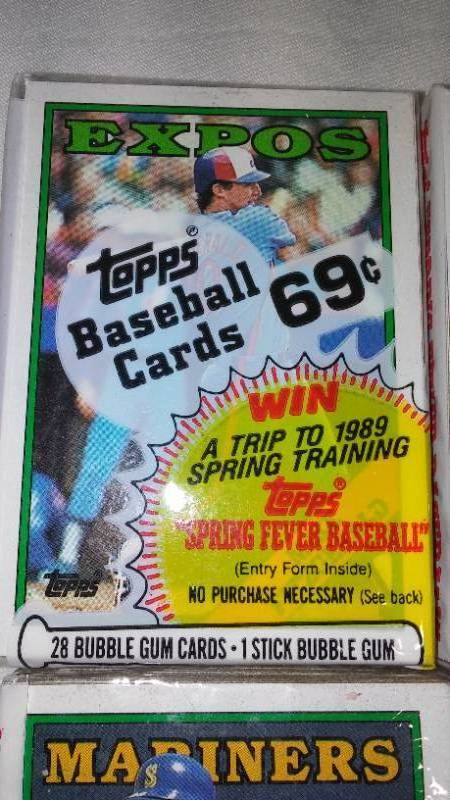 EXPOS
Topps®
Baseball
Cards
69¢
WIN
A TRIP TO 1989
SPRING TRAINING
Topps®
"SPRING FEVER BASEBALL"
(Entry Form Inside)
NO PURCHASE NECESSARY (See back)
Topps
28 BUBBLE GUM CARDS • 1 STICK BUBBLE GUM
MARINERS
S